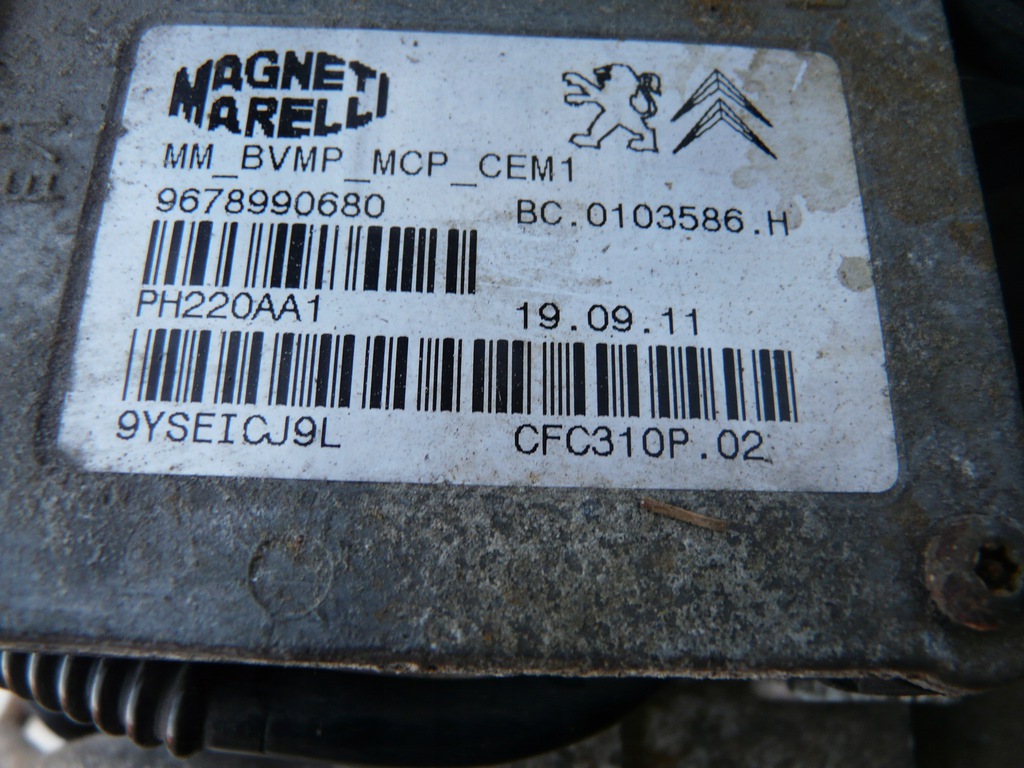 MAGNETI
MARELLI
MM_BVMP_MCP_CEM1
9678990680 BC.0103586.H
PH220AA1 19.09.11
9YSEICJ9L CFC310P.02